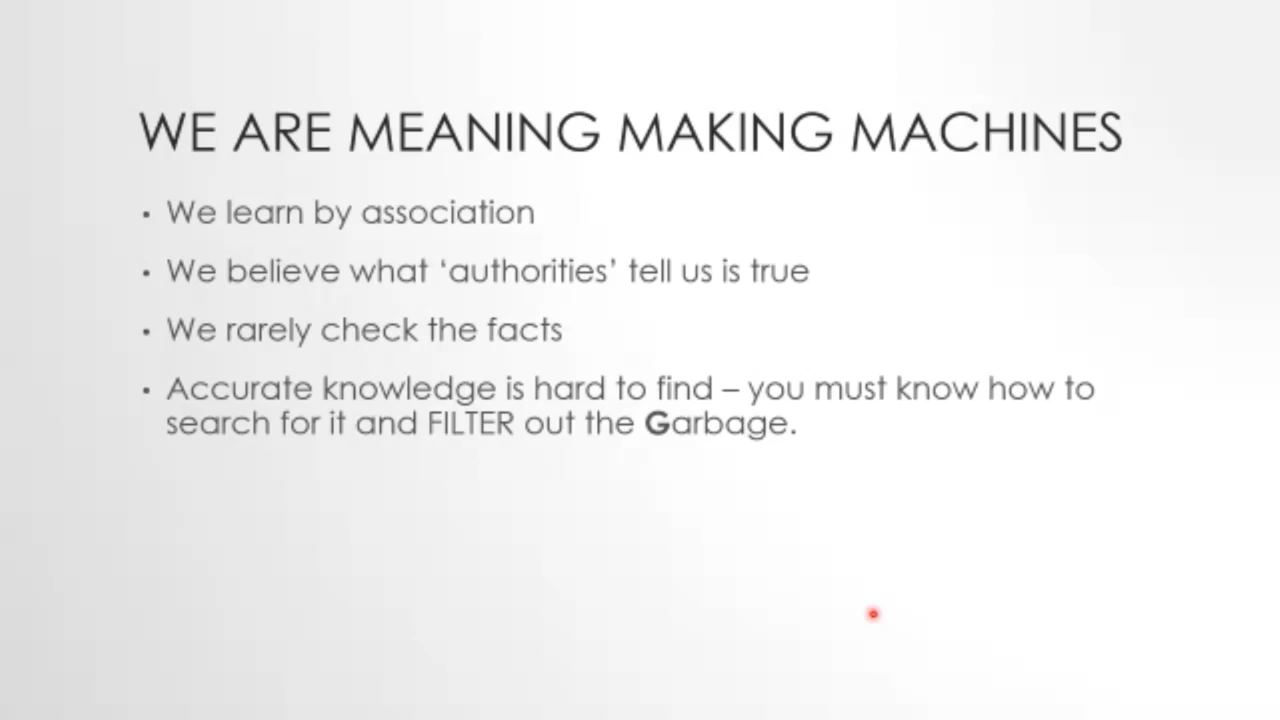 WE ARE MEANING MAKING MACHINES
• We learn by association
• We believe what ‘authorities’ tell us is true
• We rarely check the facts
• Accurate knowledge is hard to find – you must know how to
search for it and FILTER out the Garbage.